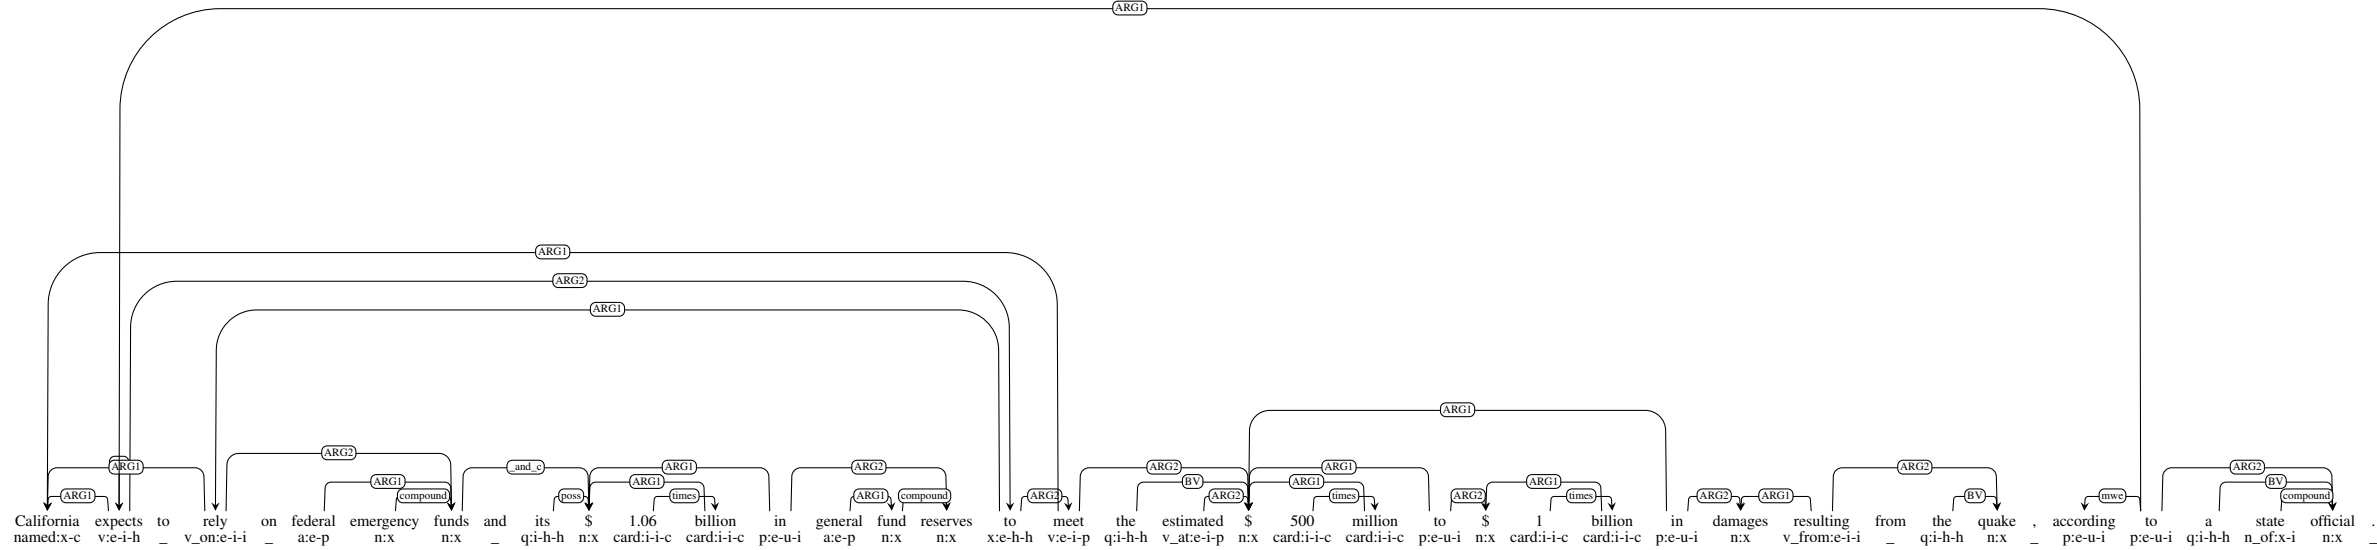 ARG1
ARG1
ARG2
ARG1
ARG1
ARG2
ARG1 _and_c ARG1 ARG2 ARG2 ARG1 ARG2 ARG2
ARG1 ARG1 BV ARG1 ARG1 BV
ARG1 compound poss times ARG1 compound ARG2 ARG2 times ARG2 times ARG2 ARG1 BV mwe compound
California expects to rely on federal emergency funds and its $ 1.06 billion in general fund reserves to meet the estimated $ 500 million to $ 1 billion in damages resulting from the quake , according to a state official .
named:x-c v:e-i-h _ v_on:e-i-i _ a:e-p n:x n:x _ q:i-h-h n:x card:i-i-c card:i-i-c p:e-u-i a:e-p n:x n:x x:e-h-h v:e-i-p q:i-h-h v_at:e-i-p n:x card:i-i-c card:i-i-c p:e-u-i n:x card:i-i-c card:i-i-c p:e-u-i n:x v_from:e-i-i _ q:i-h-h n:x _ p:e-u-i p:e-u-i q:i-h-h n_of:x-i n:x _